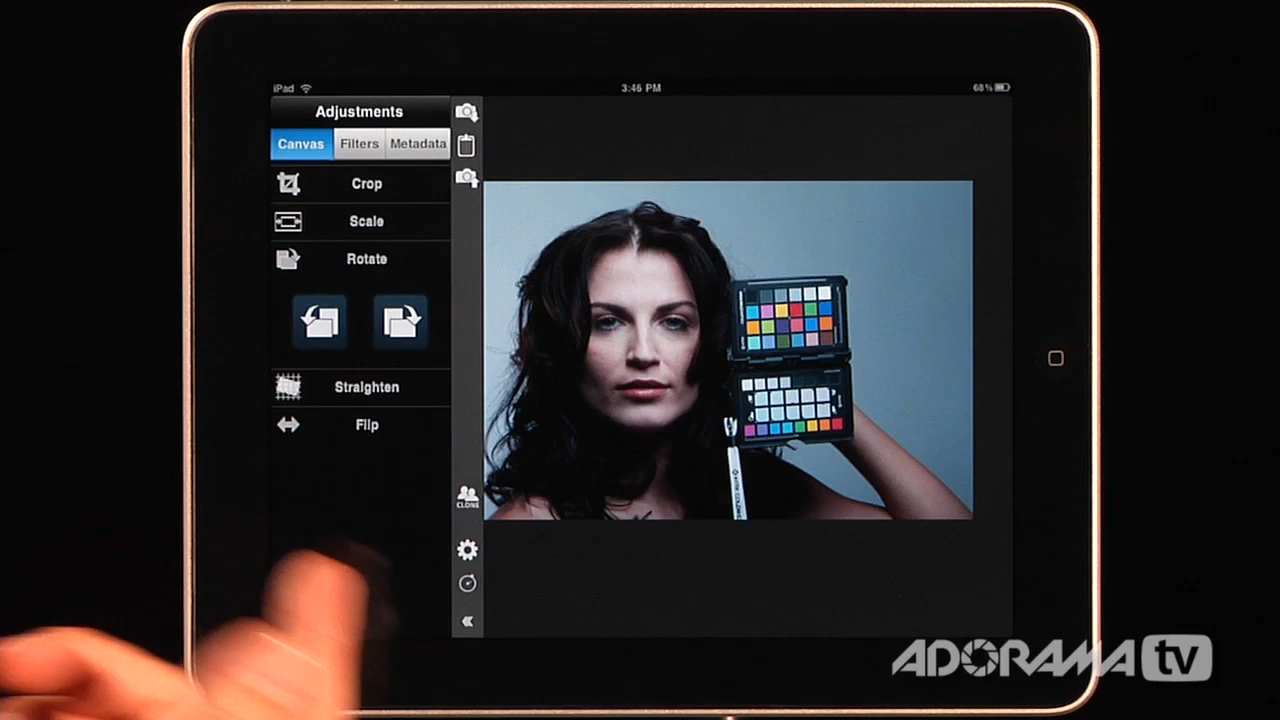 iPad 3:46 PM 68%
Adjustments
Canvas Filters Metadata
Crop
Scale
Rotate
Straighten
Flip
CLONE
ADORAMA tv